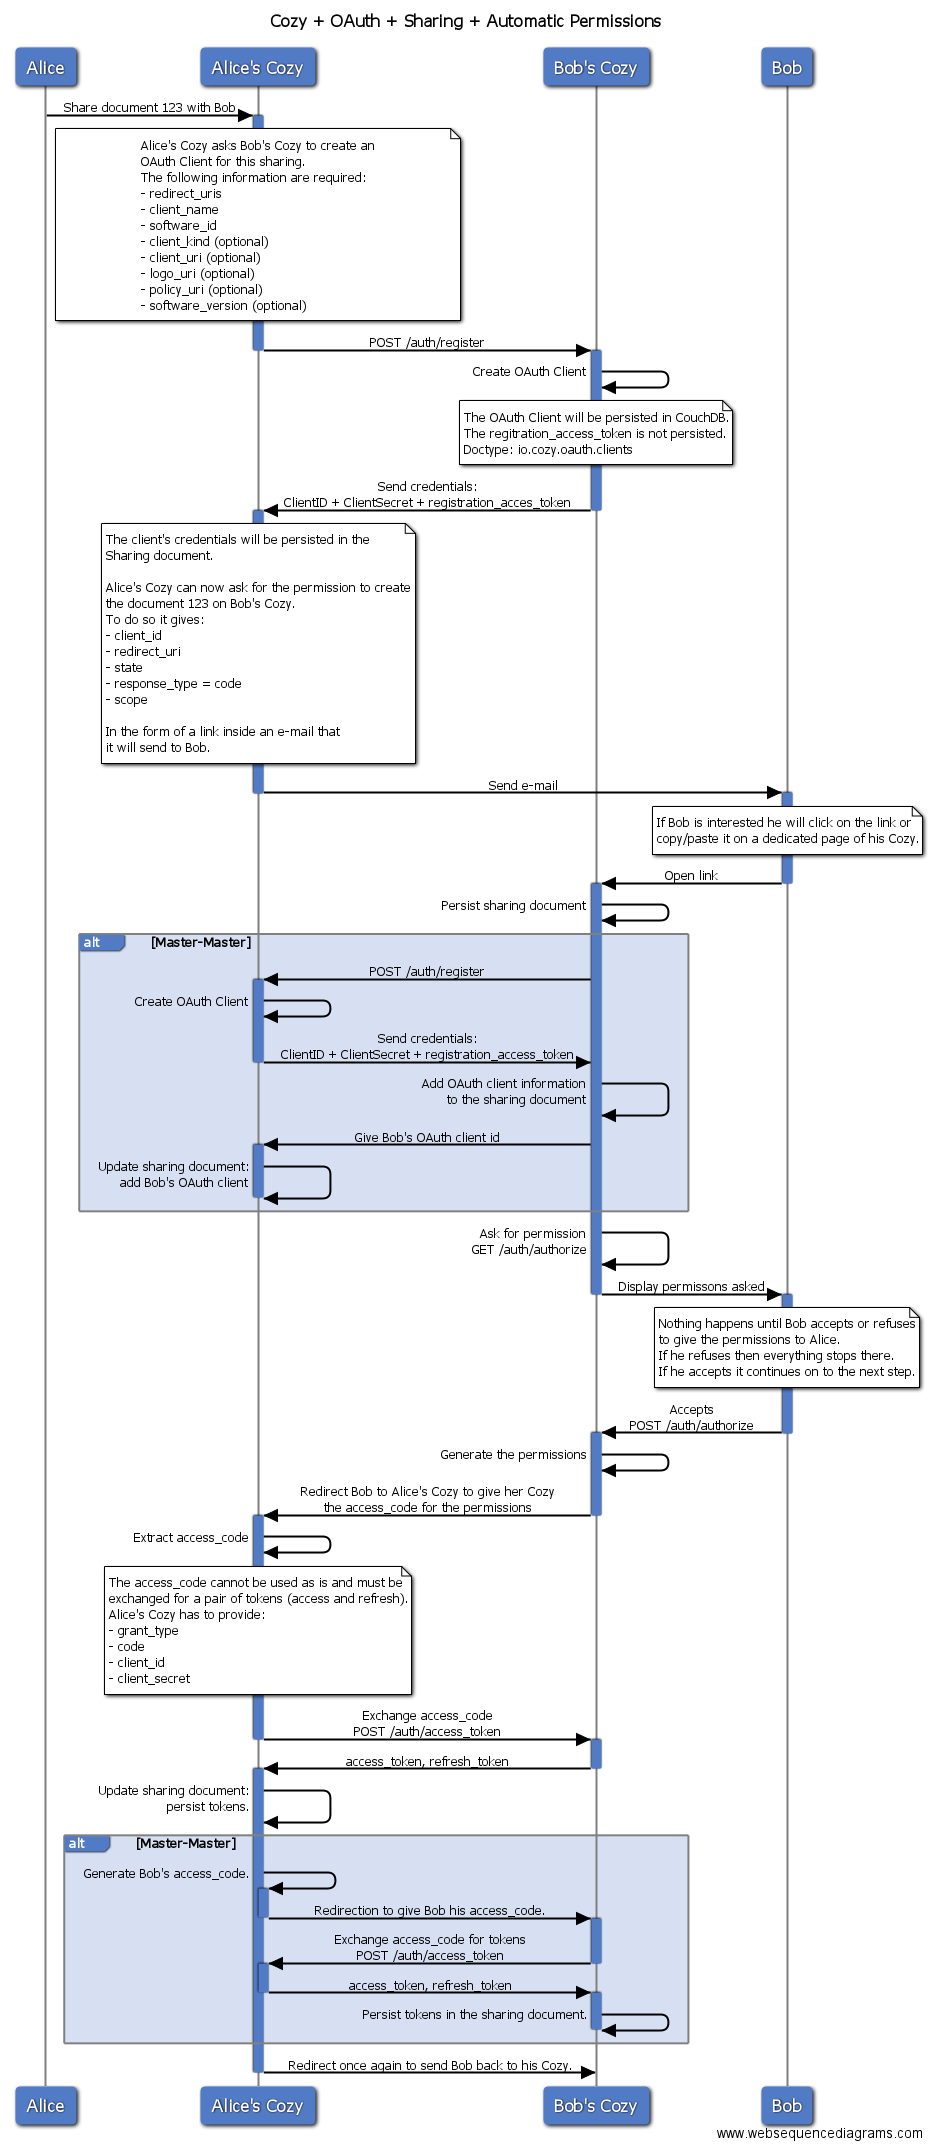 Cozy + OAuth + Sharing + Automatic Permissions
Alice
Alice's Cozy
Bob's Cozy
Bob
Share document 123 with Bob
Alice's Cozy asks Bob's Cozy to create an
OAuth Client for this sharing.
The following information are required:
- redirect_uris
- client_name
- software_id
- client_kind (optional)
- client_uri (optional)
- logo_uri (optional)
- policy_uri (optional)
- software_version (optional)
POST /auth/register
Create OAuth Client
The OAuth Client will be persisted in CouchDB.
The regitration_access_token is not persisted.
Doctype: io.cozy.oauth.clients
Send credentials:
ClientID + ClientSecret + registration_acces_token
The client's credentials will be persisted in the
Sharing document.
Alice's Cozy can now ask for the permission to create
the document 123 on Bob's Cozy.
To do so it gives:
- client_id
- redirect_uri
- state
- response_type = code
- scope
In the form of a link inside an e-mail that
it will send to Bob.
Send e-mail
If Bob is interested he will click on the link or
copy/paste it on a dedicated page of his Cozy.
Open link
Persist sharing document
alt
[Master-Master]
POST /auth/register
Create OAuth Client
Send credentials:
ClientID + ClientSecret + registration_access_token
Add OAuth client information
to the sharing document
Give Bob's OAuth client id
Update sharing document:
add Bob's OAuth client
Ask for permission
GET /auth/authorize
Display permissons asked
Nothing happens until Bob accepts or refuses
to give the permissions to Alice.
If he refuses then everything stops there.
If he accepts it continues on to the next step.
Accepts
POST /auth/authorize
Generate the permissions
Redirect Bob to Alice's Cozy to give her Cozy
the access_code for the permissions
Extract access_code
The access_code cannot be used as is and must be
exchanged for a pair of tokens (access and refresh).
Alice's Cozy has to provide:
- grant_type
- code
- client_id
- client_secret
Exchange access_code
POST /auth/access_token
access_token, refresh_token
Update sharing document:
persist tokens.
alt
[Master-Master]
Generate Bob's access_code.
Redirection to give Bob his access_code.
Exchange access_code for tokens
POST /auth/access_token
access_token, refresh_token
Persist tokens in the sharing document.
Redirect once again to send Bob back to his Cozy.
Alice
Alice's Cozy
Bob's Cozy
Bob
www.websequencediagrams.com